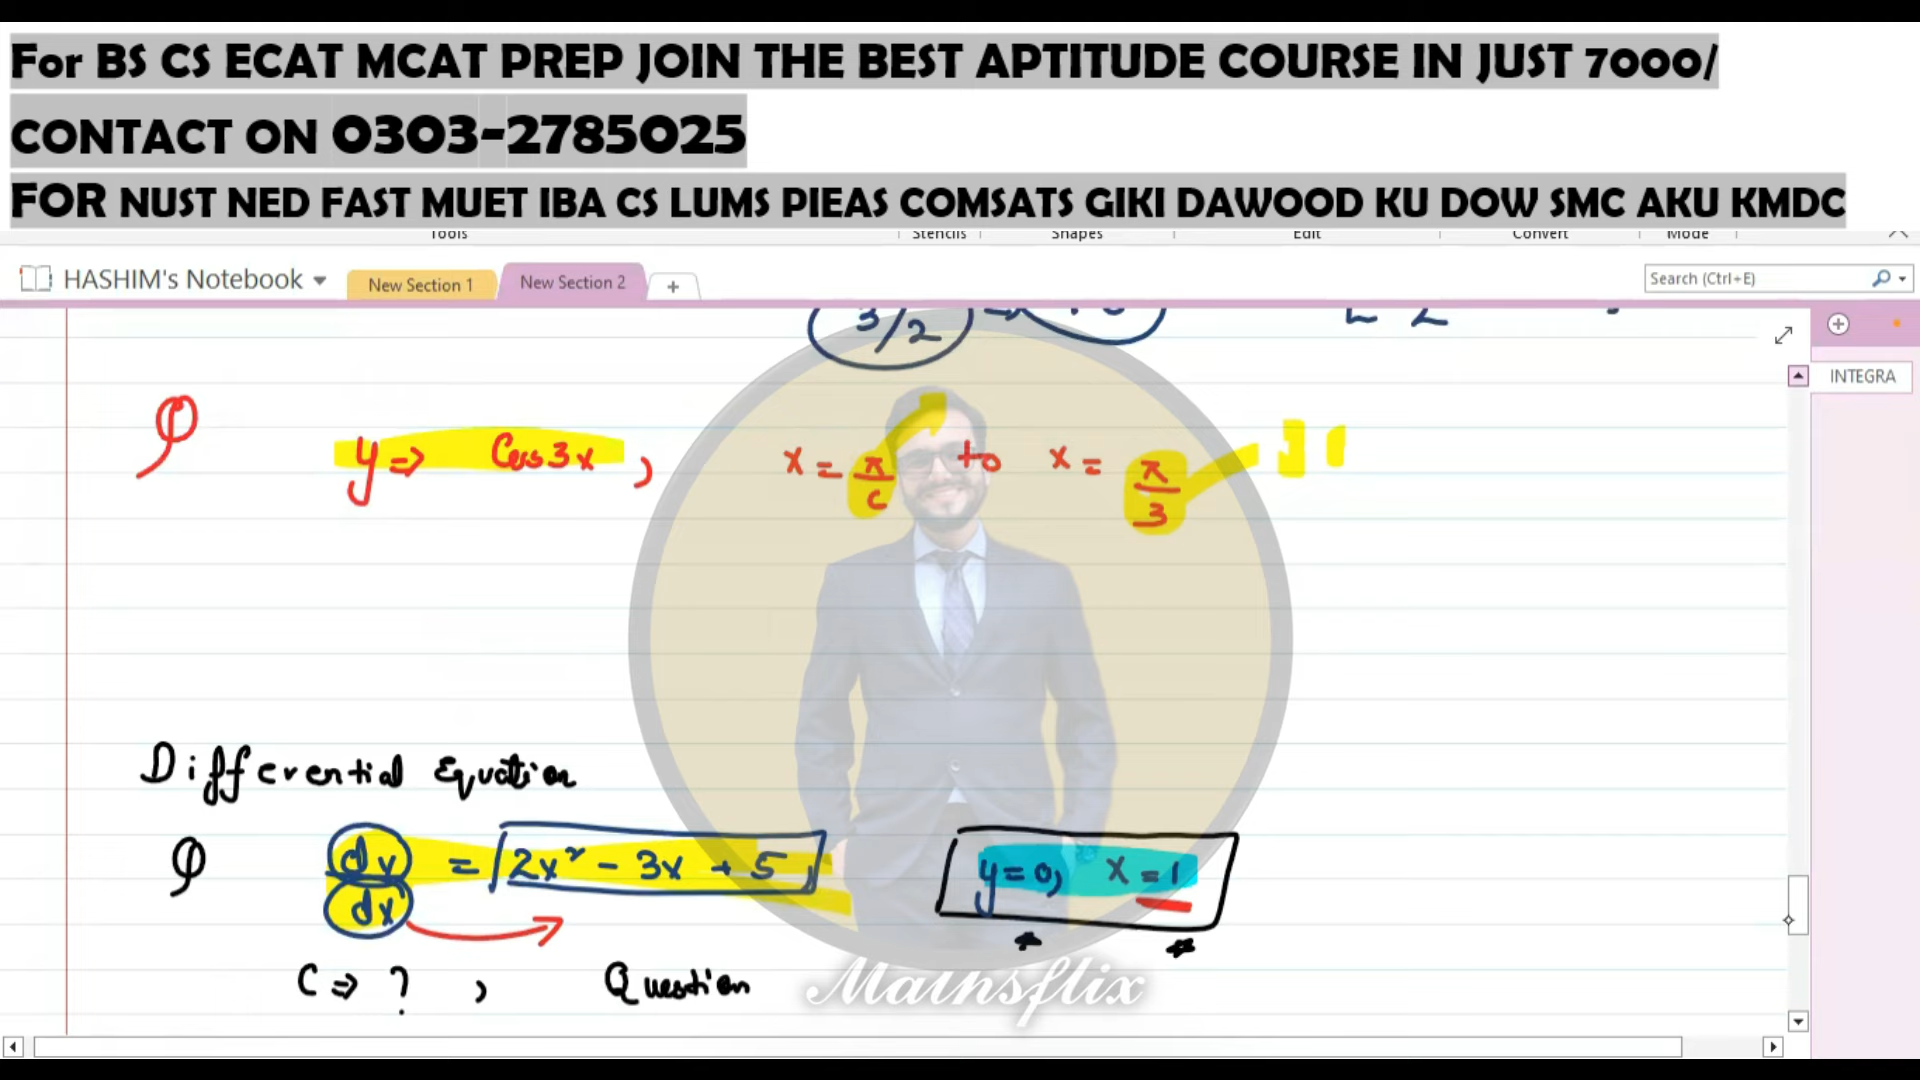 For BS CS ECAT MCAT PREP JOIN THE BEST APTITUDE COURSE IN JUST 7000/
CONTACT ON 0303-2785025
FOR NUST NED FAST MUET IBA CS LUMS PIEAS COMSATS GIKI DAWOOD KU DOW SMC AKU KMDC
Tools Stencils Shapes Edit Convert Mode
HASHIM's Notebook New Section 1 New Section 2 + Search (Ctrl+E)
3/2
INTEGRA
Q y ⇒ Cos3x , x = π/6 to x = π/3
Differential Equation
Q dy/dx = 2x² - 3x + 5 y=0, x=1
C ⇒ ? , Question
Mainsflix